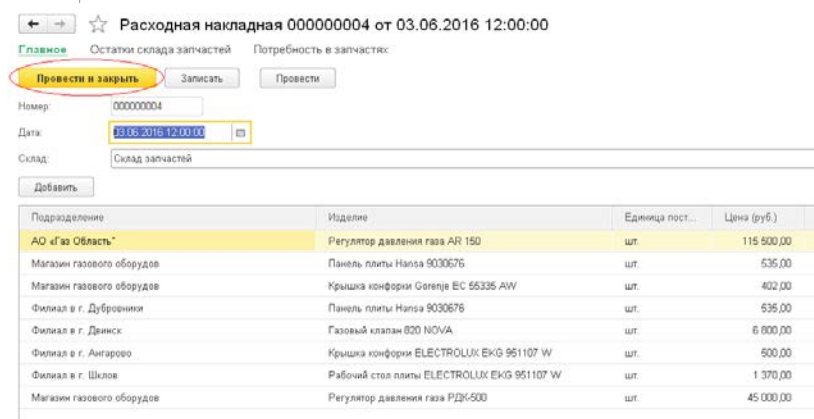 Расходная накладная 000000004 от 03.06.2016 12:00:00
Главное Остатки склада запчастей Потребность в запчастях
Провести и закрыть Записать Провести
Номер: 000000004
Дата: 03.06.2016 12:00:00
Склад: Склад запчастей
Добавить
Подразделение Изделие Единица пост... Цена (руб.)
АО «Газ Область" Регулятор давления газа AR 150 шт. 115 500,00
Магазин газового оборудов Панель плиты Hansa 9030676 шт. 535,00
Магазин газового оборудов Крышка конфорки Gorenje EC 55335 AW шт. 402,00
Филиал в г. Дубровники Панель плиты Hansa 9030676 шт. 535,00
Филиал в г. Двинск Газовый клапан 820 NOVA шт. 6 800,00
Филиал в г. Ангарово Крышка конфорки ELECTROLUX EKG 951107 W шт. 500,00
Филиал в г. Шклов Рабочий стол плиты ELECTROLUX EKG 951107 W шт. 1 370,00
Магазин газового оборудов Регулятор давления газа РДК-500 шт. 45 000,00